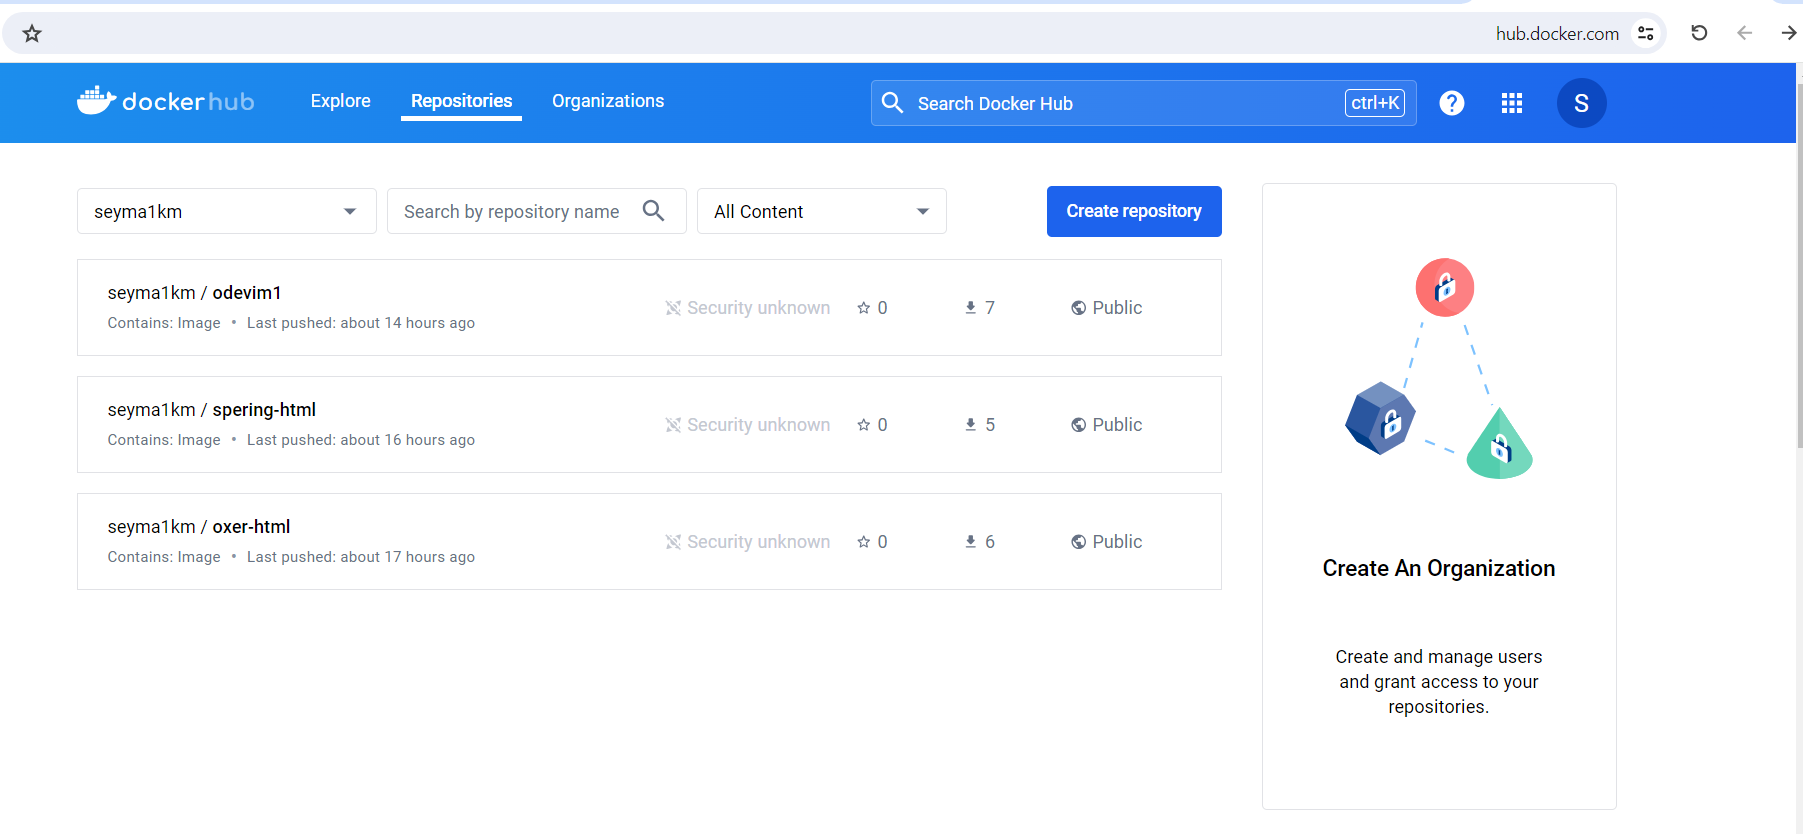 hub.docker.com
dockerhub Explore Repositories Organizations Search Docker Hub ctrl+K S
seyma1km Search by repository name All Content Create repository
seyma1km / odevim1
Contains: Image • Last pushed: about 14 hours ago
Security unknown 0 7 Public
seyma1km / spering-html
Contains: Image • Last pushed: about 16 hours ago
Security unknown 0 5 Public
seyma1km / oxer-html
Contains: Image • Last pushed: about 17 hours ago
Security unknown 0 6 Public
Create An Organization
Create and manage users
and grant access to your
repositories.